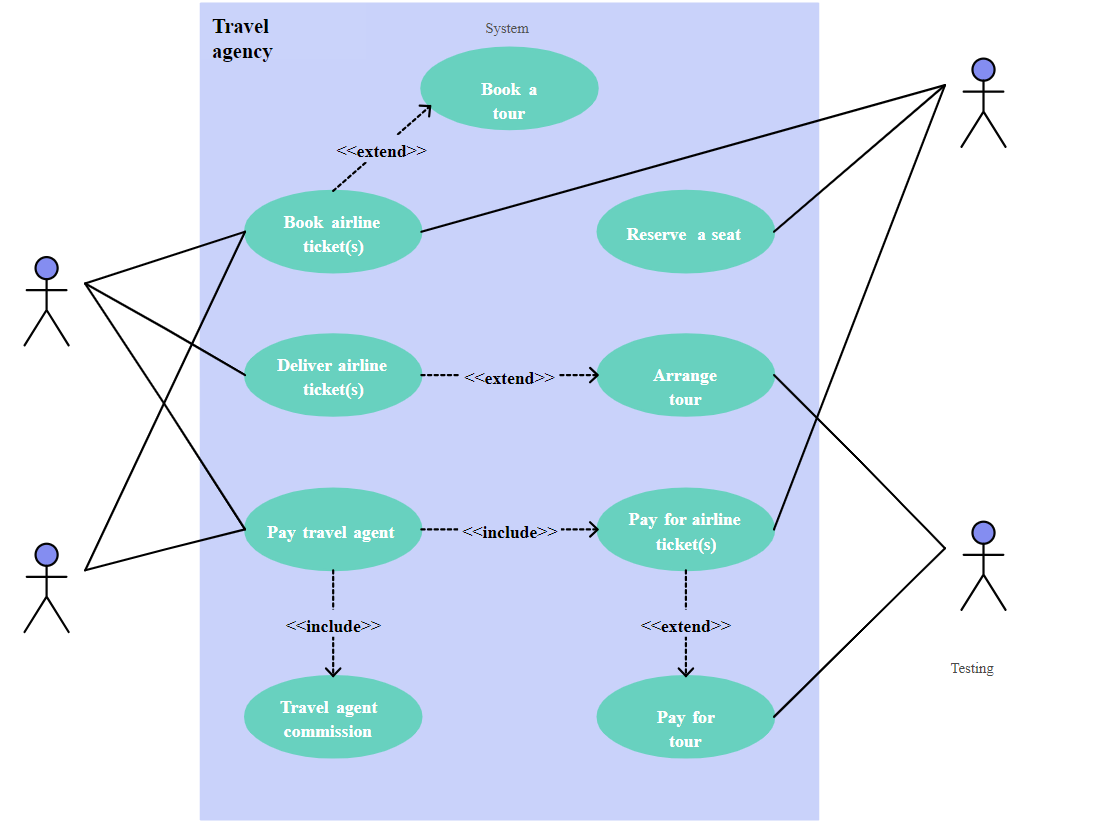 Travel
agency
System
Book a
tour
<<extend>>
Book airline
ticket(s)
Reserve a seat
Deliver airline
ticket(s)
<<extend>>
Arrange
tour
Pay travel agent
<<include>>
Pay for airline
ticket(s)
<<include>>
<<extend>>
Testing
Travel agent
commission
Pay for
tour